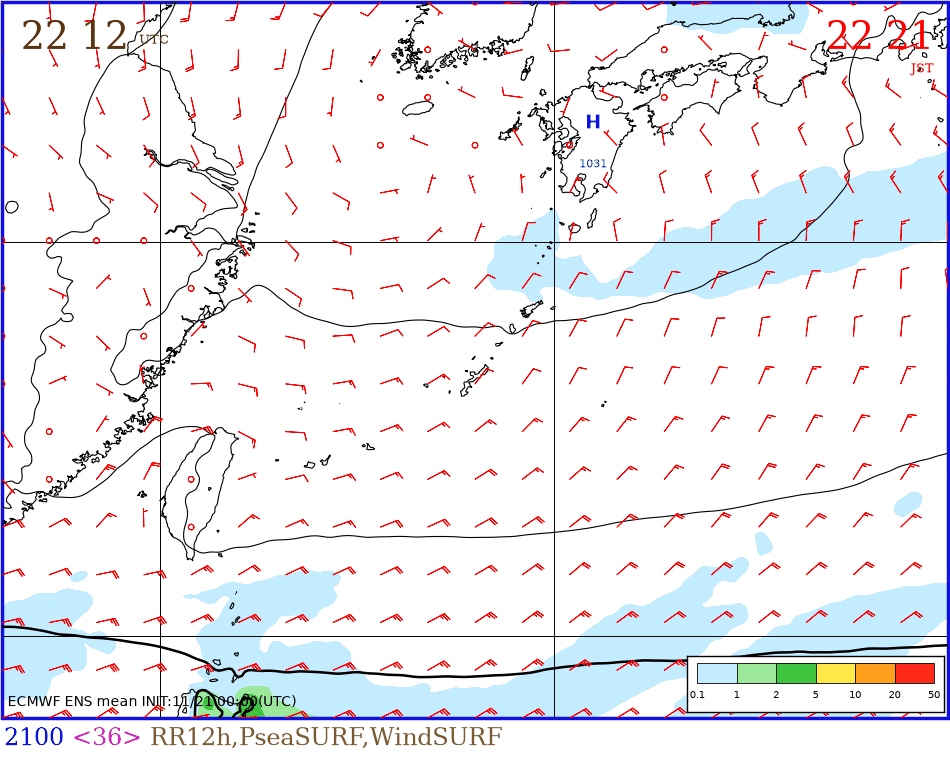 22 12 UTC
22 21
JST
H
1031
0.1 1 2 5 10 20 50
ECMWF ENS mean INIT:11/21 00:00(UTC)
2100 <36> RR12h,PseaSURF,WindSURF